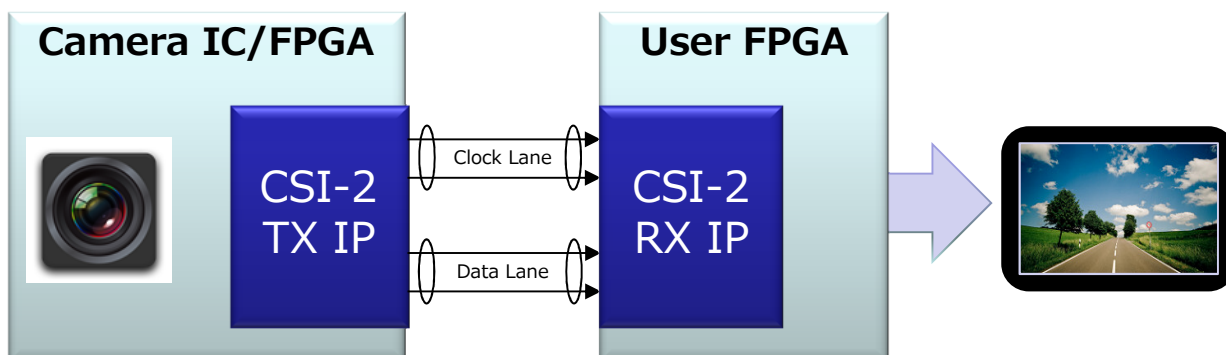 Camera IC/FPGA
User FPGA
CSI-2
TX IP
Clock Lane
Data Lane
CSI-2
RX IP